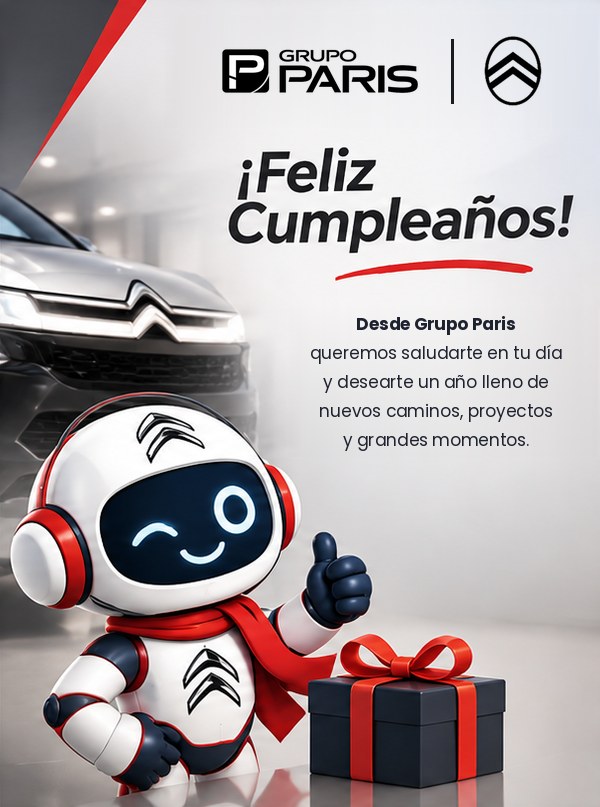 GRUPO
PARIS
¡Feliz
Cumpleaños!
Desde Grupo Paris
queremos saludarte en tu día
y desearte un año lleno de
nuevos caminos, proyectos
y grandes momentos.